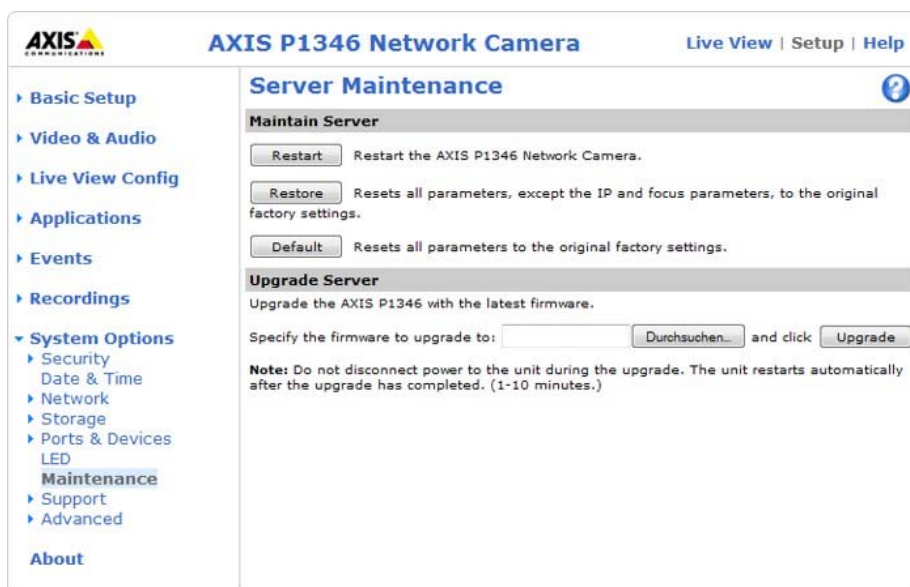 AXIS
COMMUNICATIONS
AXIS P1346 Network Camera
Live View | Setup | Help
Basic Setup
Video & Audio
Live View Config
Applications
Events
Recordings
System Options
Security
Date & Time
Network
Storage
Ports & Devices
LED
Maintenance
Support
Advanced
About
Server Maintenance
?
Maintain Server
Restart Restart the AXIS P1346 Network Camera.
Restore Resets all parameters, except the IP and focus parameters, to the original
factory settings.
Default Resets all parameters to the original factory settings.
Upgrade Server
Upgrade the AXIS P1346 with the latest firmware.
Specify the firmware to upgrade to: Durchsuchen... and click Upgrade
Note: Do not disconnect power to the unit during the upgrade. The unit restarts automatically
after the upgrade has completed. (1-10 minutes.)